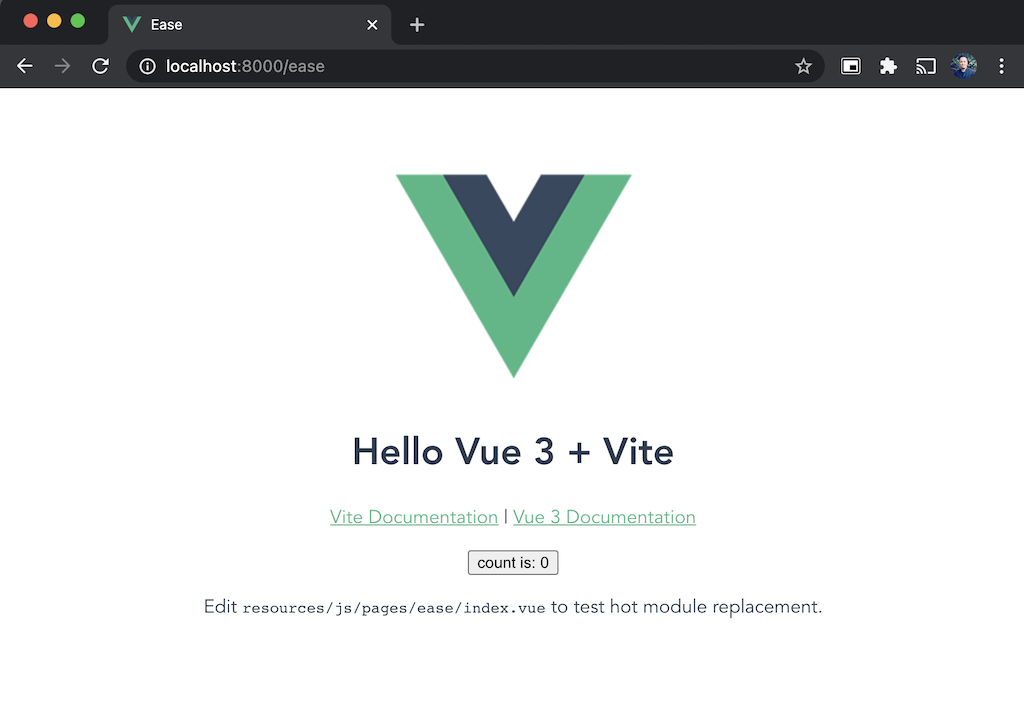 Ease
localhost:8000/ease
Hello Vue 3 + Vite
Vite Documentation | Vue 3 Documentation
count is: 0
Edit resources/js/pages/ease/index.vue to test hot module replacement.